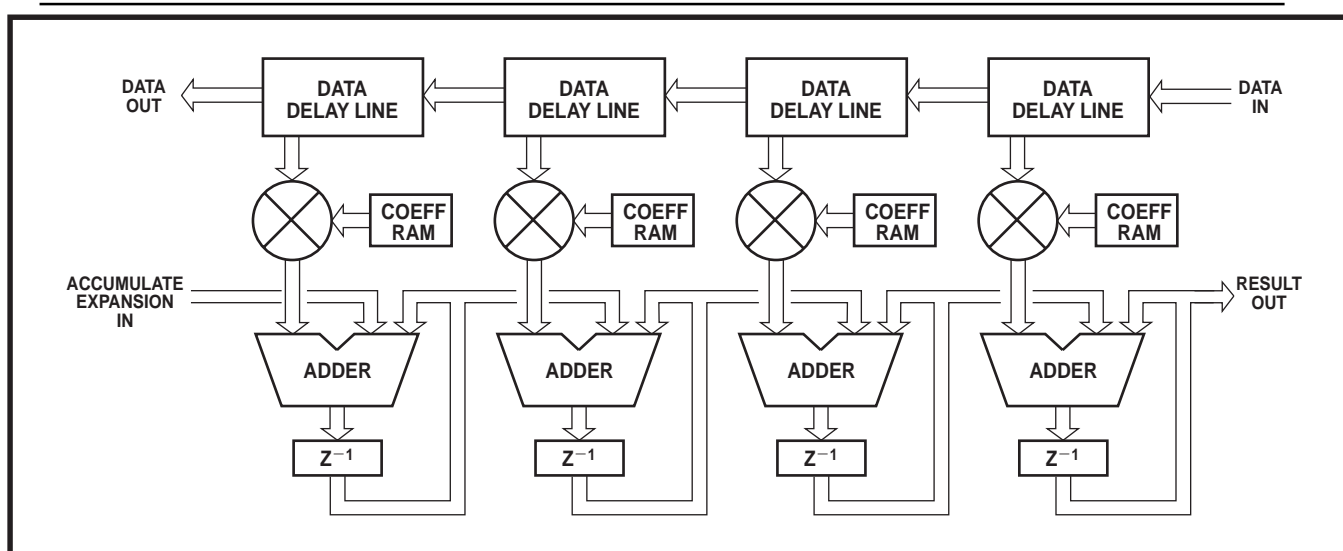 DATA
OUT
DATA
DELAY LINE
DATA
DELAY LINE
DATA
DELAY LINE
DATA
DELAY LINE
DATA
IN
COEFF
RAM
COEFF
RAM
COEFF
RAM
COEFF
RAM
ACCUMULATE
EXPANSION
IN
RESULT
OUT
ADDER
ADDER
ADDER
ADDER
Z−1
Z−1
Z−1
Z−1